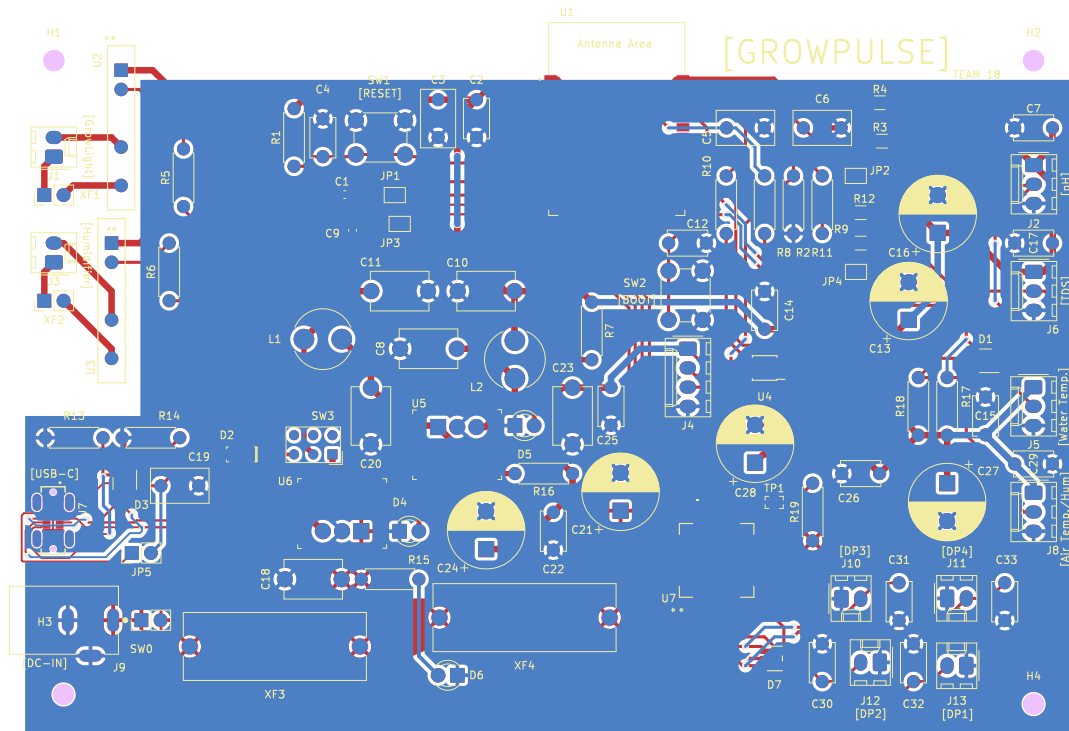 H1
U1
H2
[GROWPULSE]
TEAM 18
Antenna Area
**
U2
SW1
[RESET]
C3
C2
C4
R4
C6
C7
[GrowLight]
J1
XF1
R5
R1
C5
R3
R10
JP1
C1
JP2
[pH]
J2
R12
R9
C17
[Humidifier]
**
J3
XF2
R6
JP3
C9
C12
R8
R2
R11
C16
+
C11
C10
SW2
[BOOT]
JP4
[TDS]
J6
U3
L1
C8
L2
R7
C14
C13
+
D1
C23
U4
R18
R17
C15
[Water Temp.]
J5
R13
R14
SW3
U5
D5
C25
J4
C19
D2
C20
[USB-C]
J7
D3
U6
R16
C28
+
TP1
C26
R19
C27
+
C29
[Air Temp./Hum]
J8
D4
C21
+
C22
C24
+
JP5
R15
C18
U7
**
[DP3]
J10
C31
[DP4]
J11
C33
H3
SW0
[DC-IN]
J9
XF3
XF4
D6
D7
C30
J12
[DP2]
C32
J13
[DP1]
H4